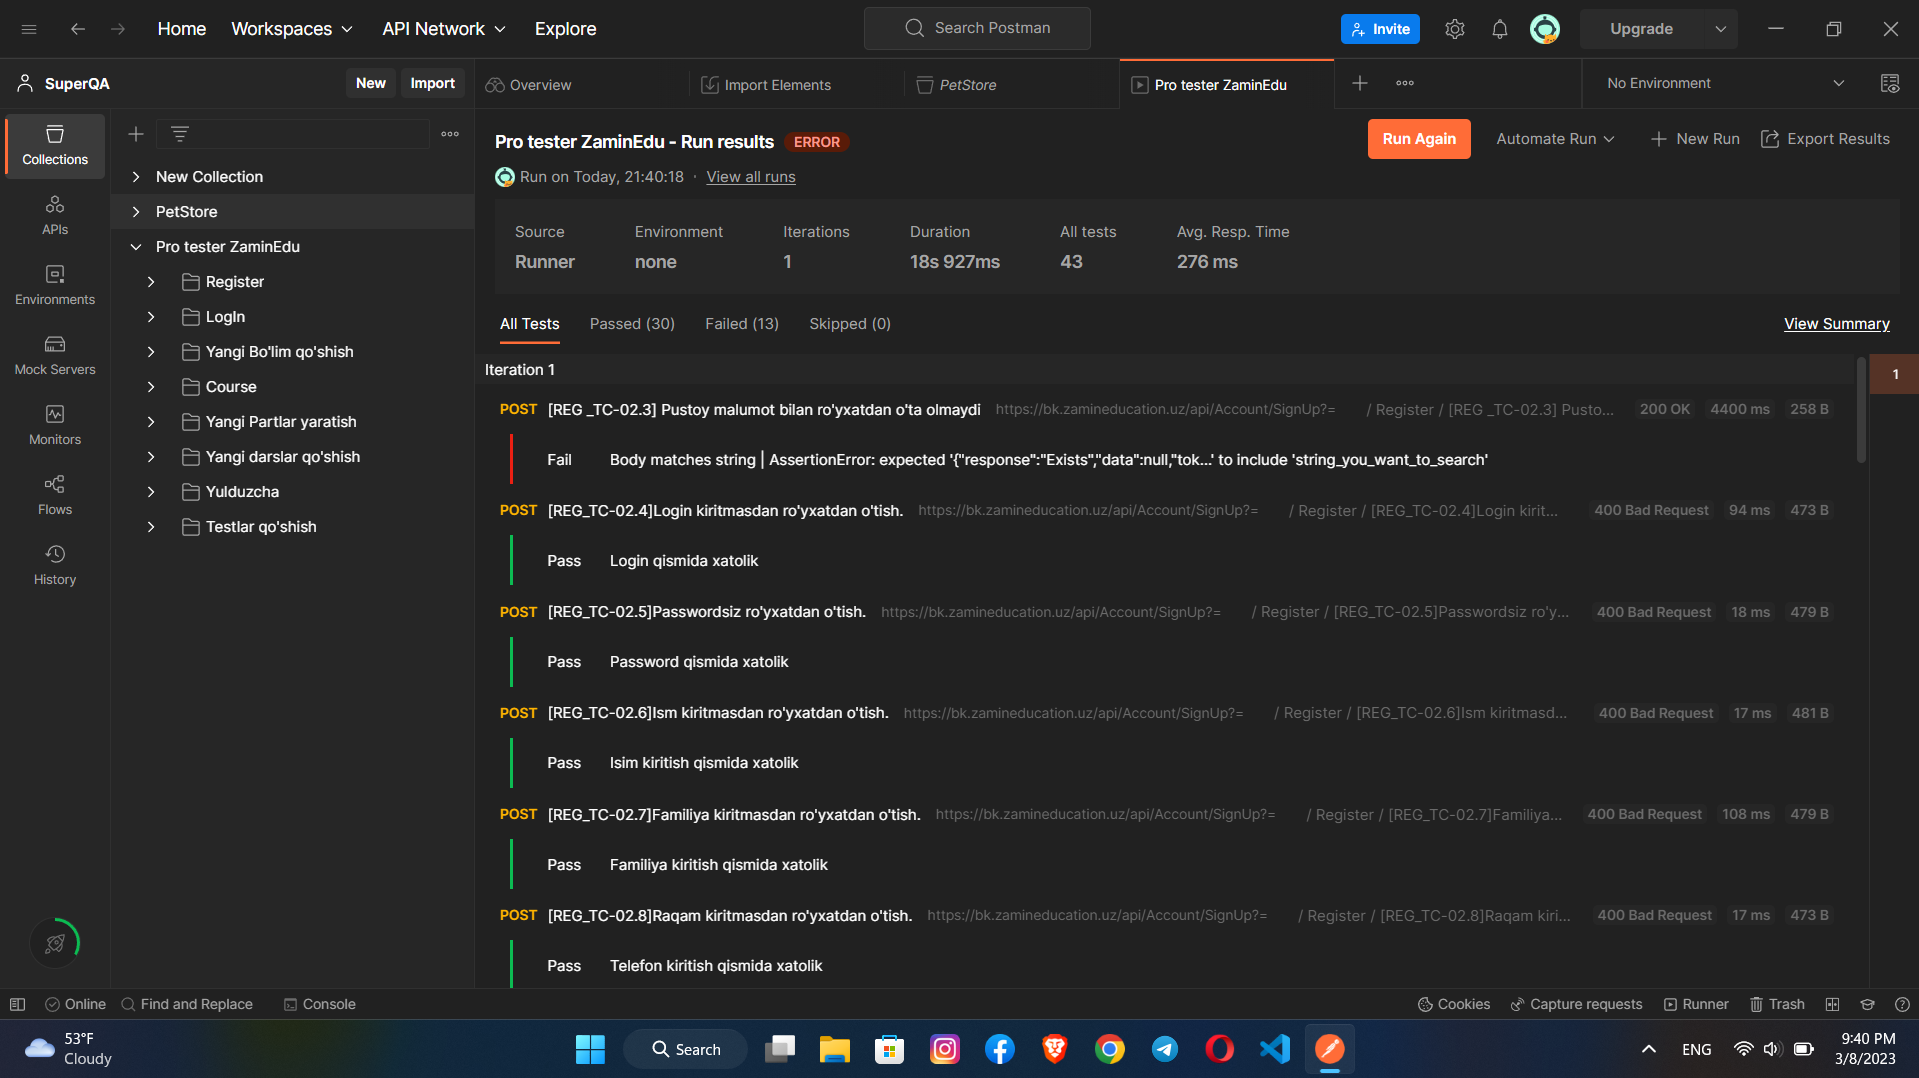 Home Workspaces API Network Explore Search Postman Invite Upgrade
SuperQA New Import Overview Import Elements PetStore Pro tester ZaminEdu No Environment
Collections
APIs
Environments
Mock Servers
Monitors
Flows
History
New Collection
PetStore
Pro tester ZaminEdu
Register
LogIn
Yangi Bo'lim qo'shish
Course
Yangi Partlar yaratish
Yangi darslar qo'shish
Yulduzcha
Testlar qo'shish
Pro tester ZaminEdu - Run results ERROR Run Again Automate Run New Run Export Results
Run on Today, 21:40:18 · View all runs
Source Environment Iterations Duration All tests Avg. Resp. Time
Runner none 1 18s 927ms 43 276 ms
All Tests Passed (30) Failed (13) Skipped (0) View Summary
Iteration 1
1
POST [REG _TC-02.3] Pustoy malumot bilan ro'yxatdan o'ta olmaydi https://bk.zamineducation.uz/api/Account/SignUp?= / Register / [REG _TC-02.3] Pusto... 200 OK 4400 ms 258 B
Fail Body matches string | AssertionError: expected '{"response":"Exists","data":null,"tok...' to include 'string_you_want_to_search'
POST [REG_TC-02.4]Login kiritmasdan ro'yxatdan o'tish. https://bk.zamineducation.uz/api/Account/SignUp?= / Register / [REG_TC-02.4]Login kirit... 400 Bad Request 94 ms 473 B
Pass Login qismida xatolik
POST [REG_TC-02.5]Passwordsiz ro'yxatdan o'tish. https://bk.zamineducation.uz/api/Account/SignUp?= / Register / [REG_TC-02.5]Passwordsiz ro'y... 400 Bad Request 18 ms 479 B
Pass Password qismida xatolik
POST [REG_TC-02.6]Ism kiritmasdan ro'yxatdan o'tish. https://bk.zamineducation.uz/api/Account/SignUp?= / Register / [REG_TC-02.6]Ism kiritmasd... 400 Bad Request 17 ms 481 B
Pass Isim kiritish qismida xatolik
POST [REG_TC-02.7]Familiya kiritmasdan ro'yxatdan o'tish. https://bk.zamineducation.uz/api/Account/SignUp?= / Register / [REG_TC-02.7]Familiya... 400 Bad Request 108 ms 479 B
Pass Familiya kiritish qismida xatolik
POST [REG_TC-02.8]Raqam kiritmasdan ro'yxatdan o'tish. https://bk.zamineducation.uz/api/Account/SignUp?= / Register / [REG_TC-02.8]Raqam kiri... 400 Bad Request 17 ms 473 B
Pass Telefon kiritish qismida xatolik
Online Find and Replace Console Cookies Capture requests Runner Trash
53°F
Cloudy
Search
ENG
9:40 PM
3/8/2023